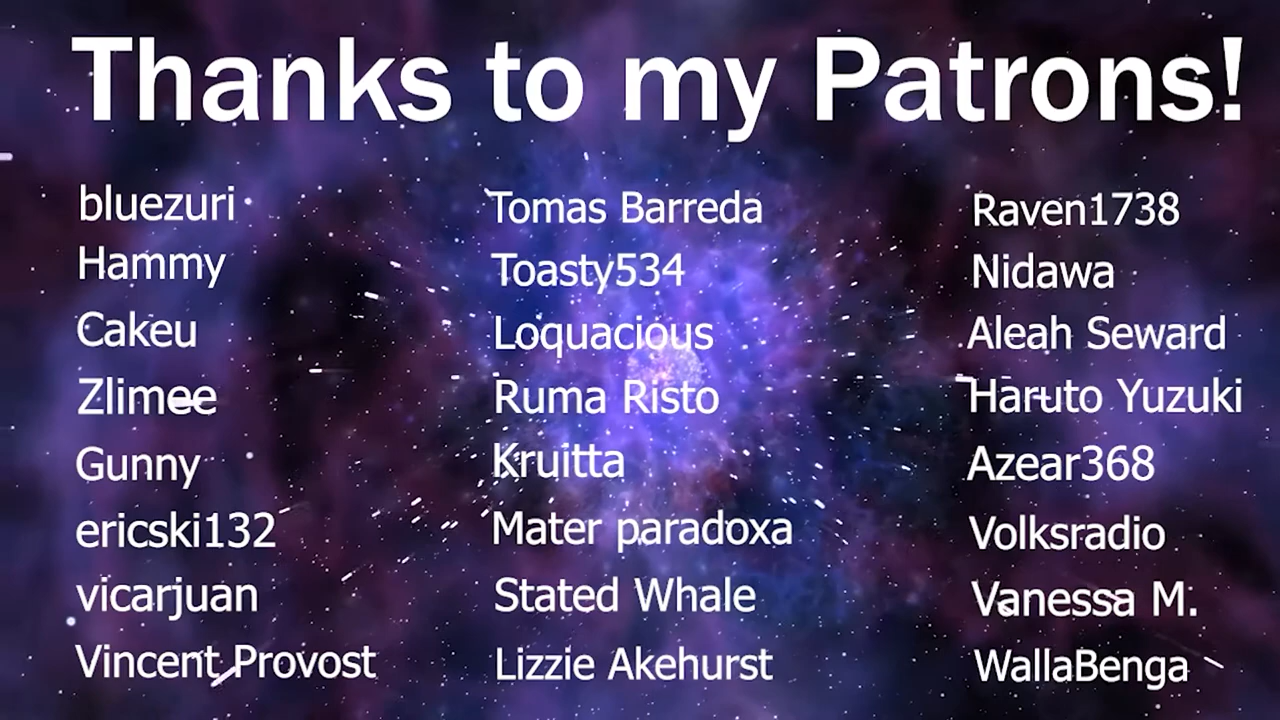 Thanks to my Patrons!
bluezuri
Hammy
Cakeu
Zlimee
Gunny
ericski132
vicarjuan
Vincent Provost
Tomas Barreda
Toasty534
Loquacious
Ruma Risto
Kruitta
Mater paradoxa
Stated Whale
Lizzie Akehurst
Raven1738
Nidawa
Aleah Seward
Haruto Yuzuki
Azear368
Volksradio
Vanessa M.
WallaBenga